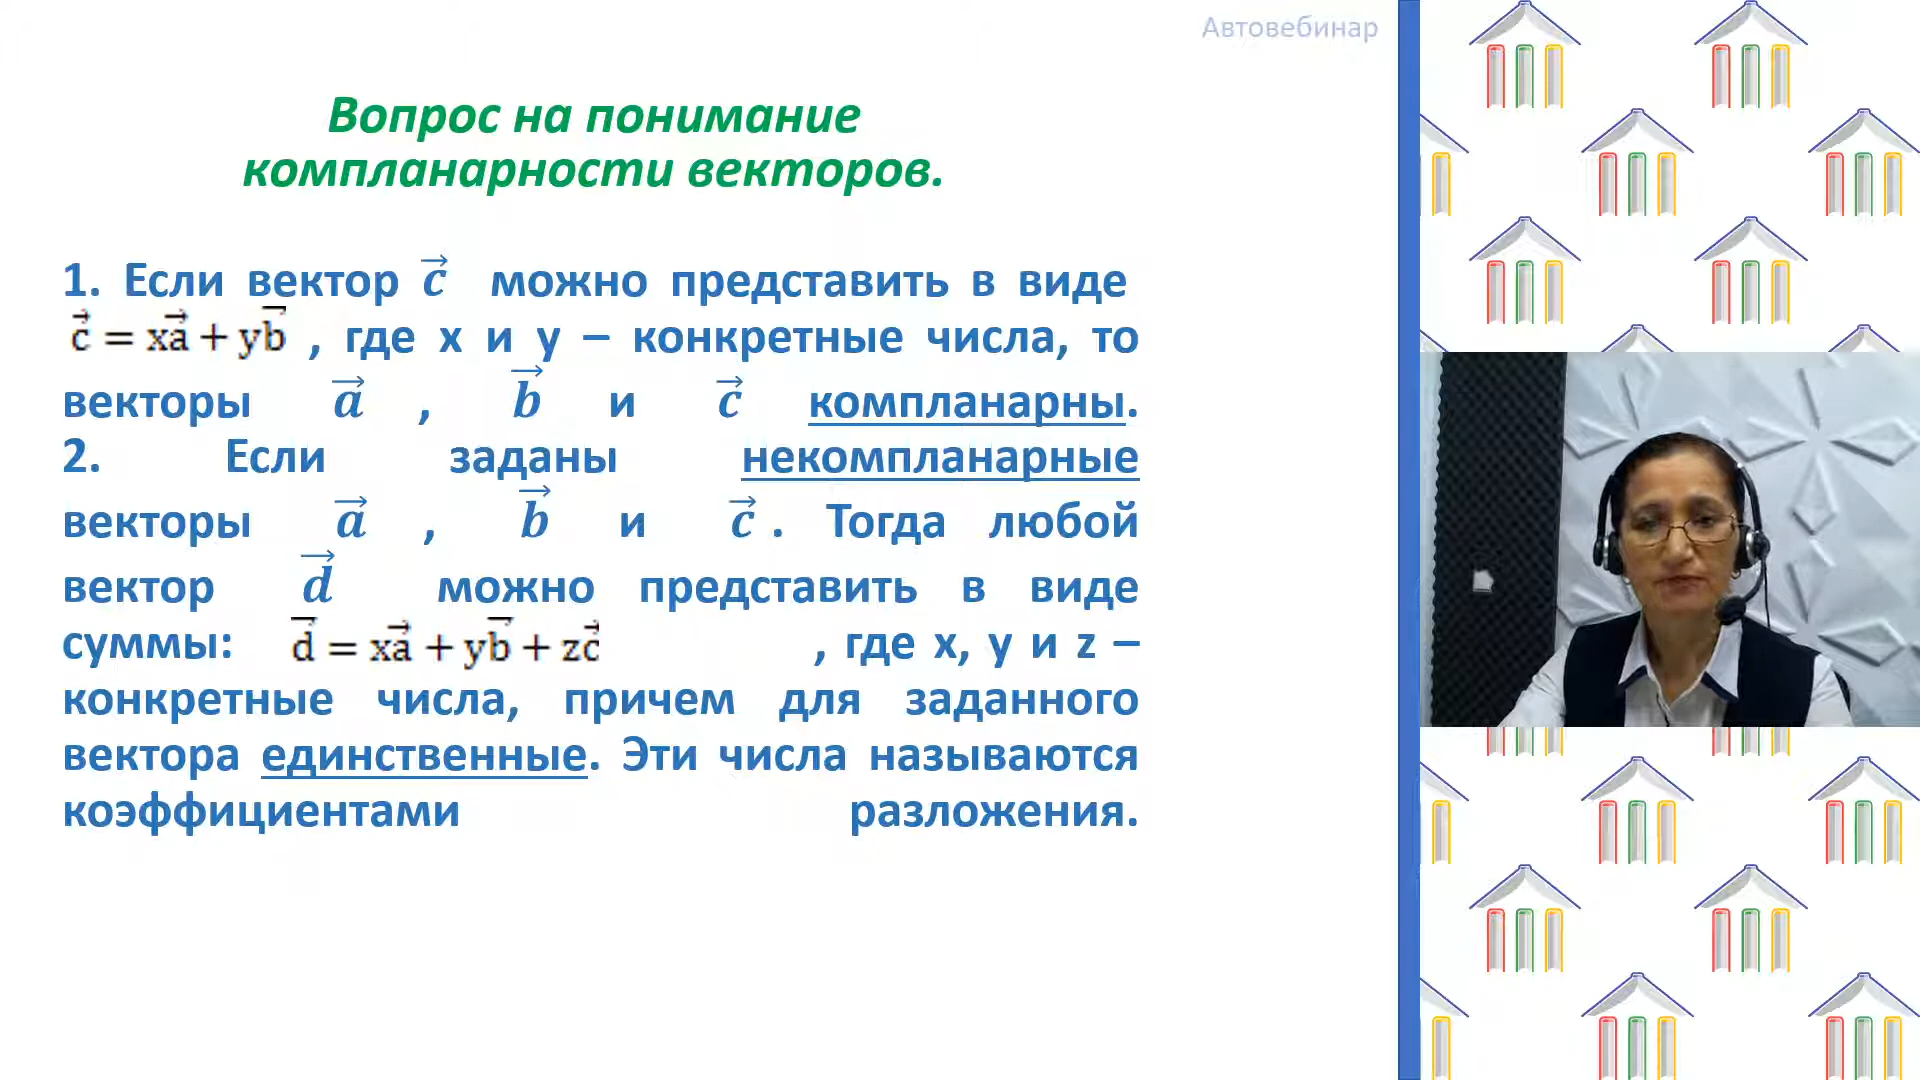 Автовебинар
Вопрос на понимание
компланарности векторов.
1. Если вектор c⃗ можно представить в виде
c⃗ = xa⃗ + yb⃗ , где x и y – конкретные числа, то
векторы a⃗ , b⃗ и c⃗ компланарны.
2. Если заданы некомпланарные
векторы a⃗ , b⃗ и c⃗ . Тогда любой
вектор d⃗ можно представить в виде
суммы: d⃗ = xa⃗ + yb⃗ + zc⃗ , где x, y и z –
конкретные числа, причем для заданного
вектора единственные. Эти числа называются
коэффициентами разложения.